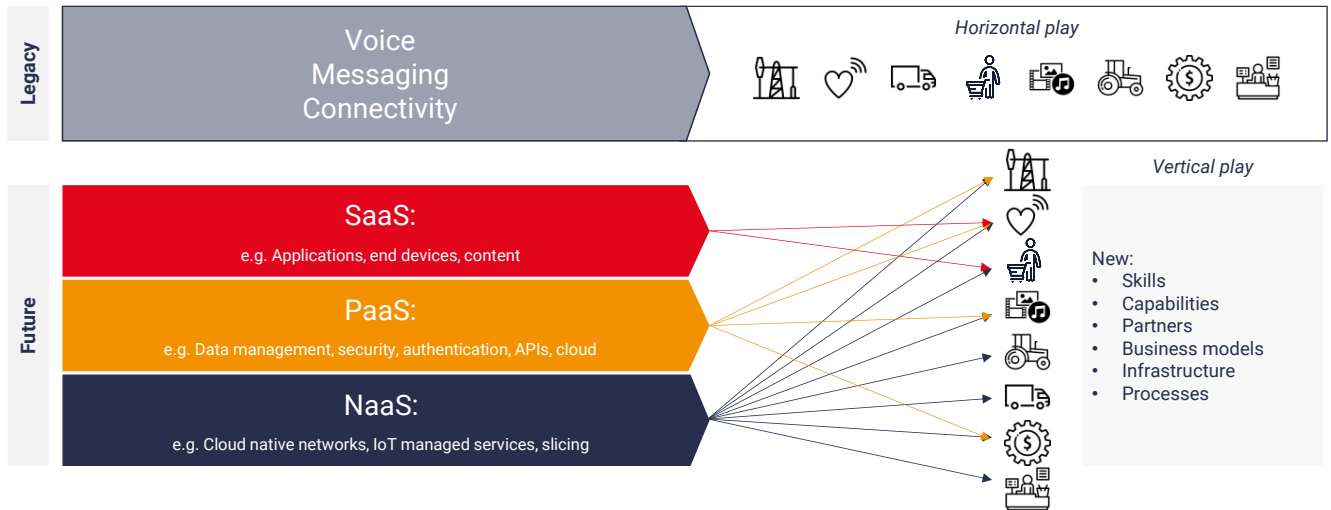 Legacy
Voice
Messaging
Connectivity
Horizontal play
Future
SaaS:
e.g. Applications, end devices, content
PaaS:
e.g. Data management, security, authentication, APIs, cloud
NaaS:
e.g. Cloud native networks, IoT managed services, slicing
Vertical play
New:
• Skills
• Capabilities
• Partners
• Business models
• Infrastructure
• Processes